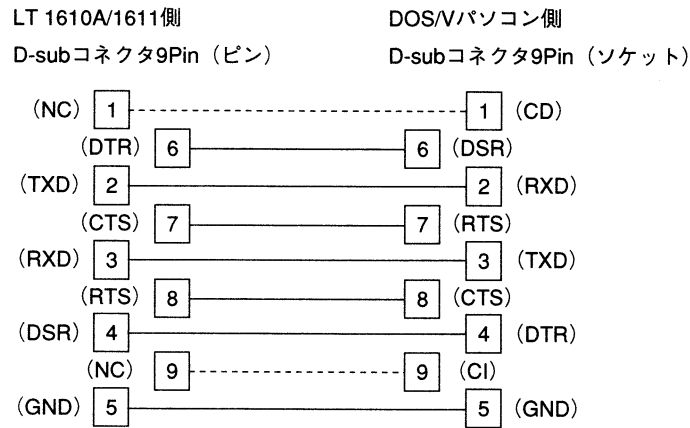 LT 1610A/1611側 DOS/Vパソコン側
D-subコネクタ9Pin（ピン） D-subコネクタ9Pin（ソケット）
（NC） 1 1 （CD）
（DTR） 6 6 （DSR）
（TXD） 2 2 （RXD）
（CTS） 7 7 （RTS）
（RXD） 3 3 （TXD）
（RTS） 8 8 （CTS）
（DSR） 4 4 （DTR）
（NC） 9 9 （CI）
（GND） 5 5 （GND）